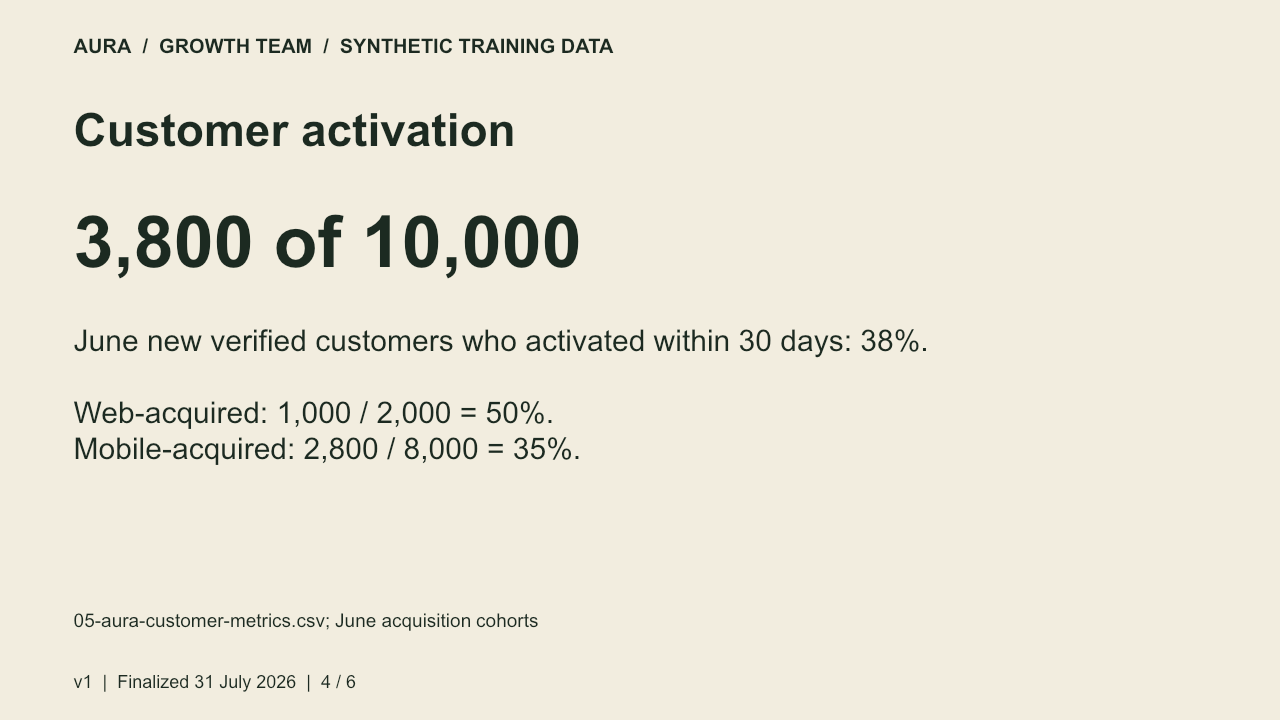 AURA / GROWTH TEAM / SYNTHETIC TRAINING DATA
Customer activation
3,800 of 10,000
June new verified customers who activated within 30 days: 38%.
Web-acquired: 1,000 / 2,000 = 50%.
Mobile-acquired: 2,800 / 8,000 = 35%.
05-aura-customer-metrics.csv; June acquisition cohorts
v1 | Finalized 31 July 2026 | 4 / 6